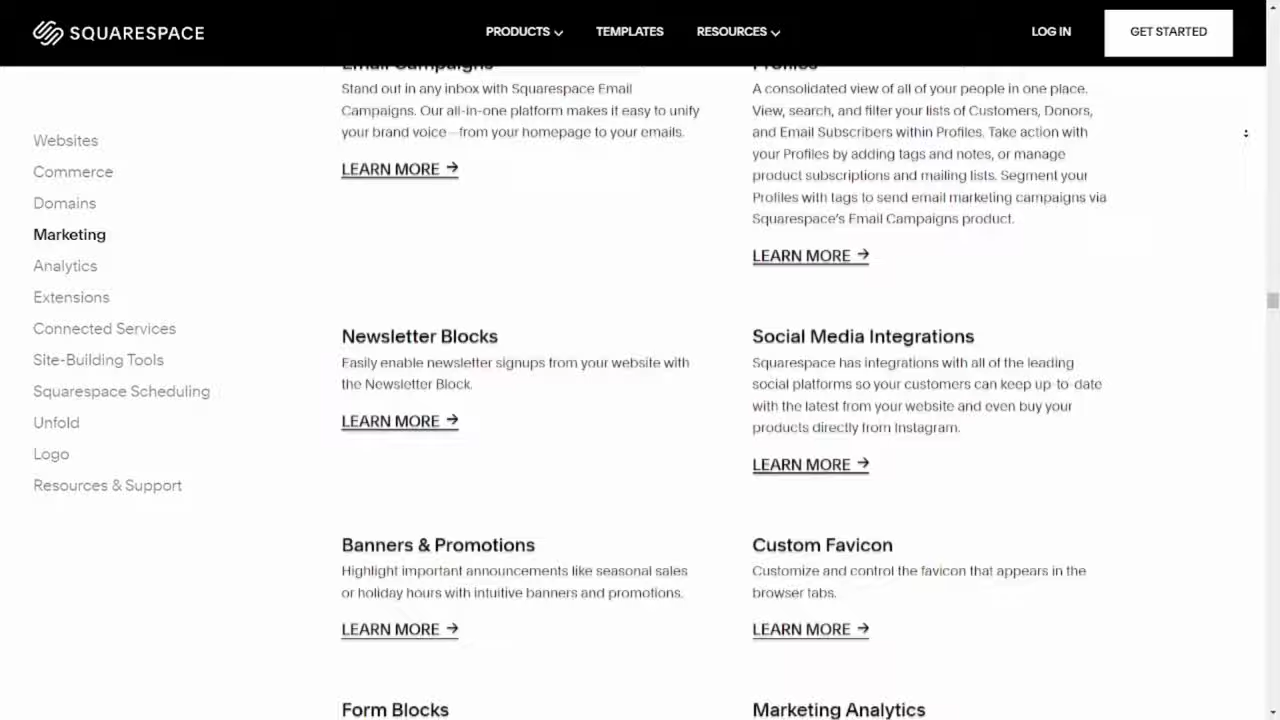 SQUARESPACE
PRODUCTS
TEMPLATES
RESOURCES
LOG IN
GET STARTED
Websites
Commerce
Domains
Marketing
Analytics
Extensions
Connected Services
Site-Building Tools
Squarespace Scheduling
Unfold
Logo
Resources & Support
Email Campaigns
Stand out in any inbox with Squarespace Email
Campaigns. Our all-in-one platform makes it easy to unify
your brand voice—from your homepage to your emails.
LEARN MORE →
Profiles
A consolidated view of all of your people in one place.
View, search, and filter your lists of Customers, Donors,
and Email Subscribers within Profiles. Take action with
your Profiles by adding tags and notes, or manage
product subscriptions and mailing lists. Segment your
Profiles with tags to send email marketing campaigns via
Squarespace’s Email Campaigns product.
LEARN MORE →
Newsletter Blocks
Easily enable newsletter signups from your website with
the Newsletter Block.
LEARN MORE →
Social Media Integrations
Squarespace has integrations with all of the leading
social platforms so your customers can keep up-to-date
with the latest from your website and even buy your
products directly from Instagram.
LEARN MORE →
Banners & Promotions
Highlight important announcements like seasonal sales
or holiday hours with intuitive banners and promotions.
LEARN MORE →
Custom Favicon
Customize and control the favicon that appears in the
browser tabs.
LEARN MORE →
Form Blocks
Marketing Analytics